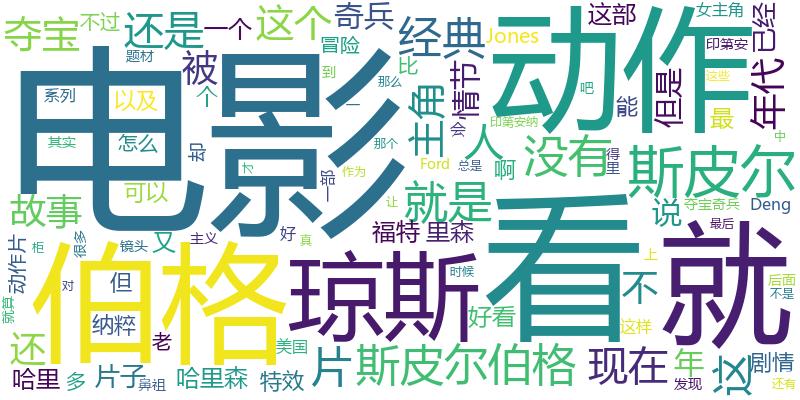 夺宝
不过
还是
一个
这个
奇兵
冒险
经典
Jones
这部
女主角
印第安
已经
题材
被
到
比
系列
以及
个
那么
一
电影
动作
但是
年代
情节
能
最
这些
吧
主角
印第安纳
会
人
没有
得
里
中
其实
怎么
却
才
那个
Ford
总是
啊
斯皮尔
可以
一部
作为
让
就是
说
夺宝奇兵
Deng
故事
很多
又
主义
好
真
福特 里森
最后
动作片
柜
镜头
伯格
琼斯
看
就
不
上
时候
后面
不是
对
但
纳粹
就算
还
老
美国
好看
这样
哈里
多
片子
鼻祖
哈里森
特效
片
斯皮尔伯格
现在
年
发现
这
剧情
还有